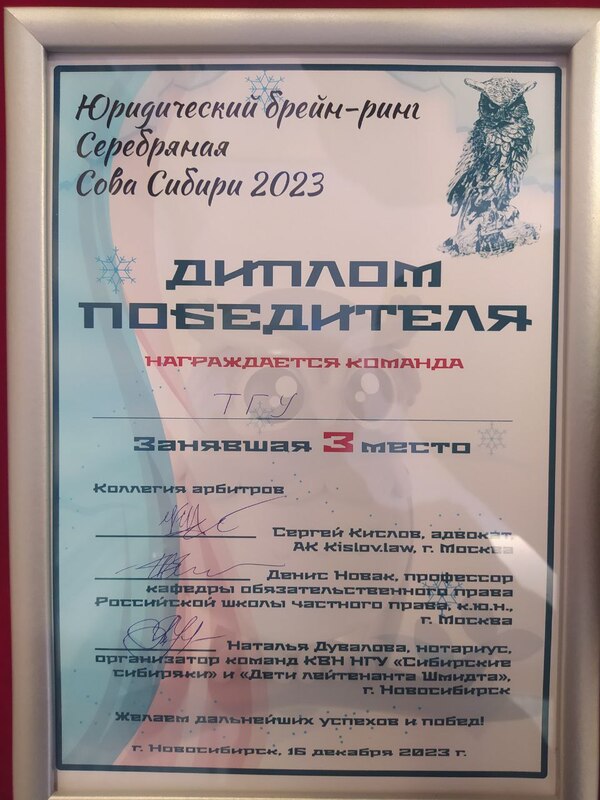 Юридический брейн-ринг
Серебряная
Сова Сибири 2023
ДИПЛОМ
ПОБЕДИТЕЛЯ
НАГРАЖДАЕТСЯ КОМАНДА
ТГУ
Занявшая 3 место
Коллегия арбитров
Сергей Кислов, адвокат
АК Kislov.law, г. Москва
Денис Новак, профессор
кафедры обязательственного права
Российской школы частного права, к.ю.н.,
г. Москва
Наталья Дувалова, нотариус,
организатор команд КВН НГУ «Сибирские
сибиряки» и «Дети лейтенанта Шмидта»,
г. Новосибирск
Желаем дальнейших успехов и побед!
г. Новосибирск, 16 декабря 2023 г.